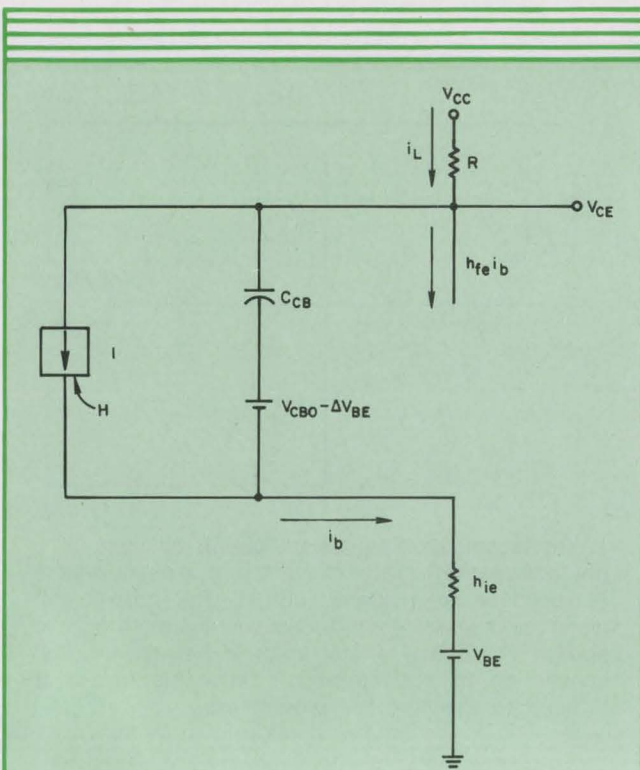 V_CC
i_L
R
V_CE
h_fe i_b
C_CB
I
H
V_CBO-ΔV_BE
i_b
h_ie
V_BE